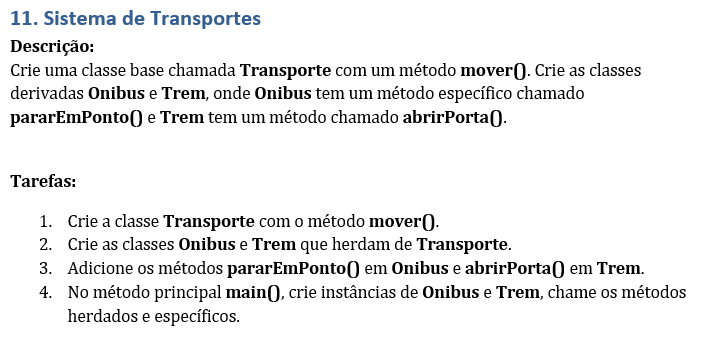 11. Sistema de Transportes
Descrição:
Crie uma classe base chamada Transporte com um método mover(). Crie as classes
derivadas Onibus e Trem, onde Onibus tem um método específico chamado
pararEmPonto() e Trem tem um método chamado abrirPorta().
Tarefas:
1. Crie a classe Transporte com o método mover().
2. Crie as classes Onibus e Trem que herdam de Transporte.
3. Adicione os métodos pararEmPonto() em Onibus e abrirPorta() em Trem.
4. No método principal main(), crie instâncias de Onibus e Trem, chame os métodos
herdados e específicos.